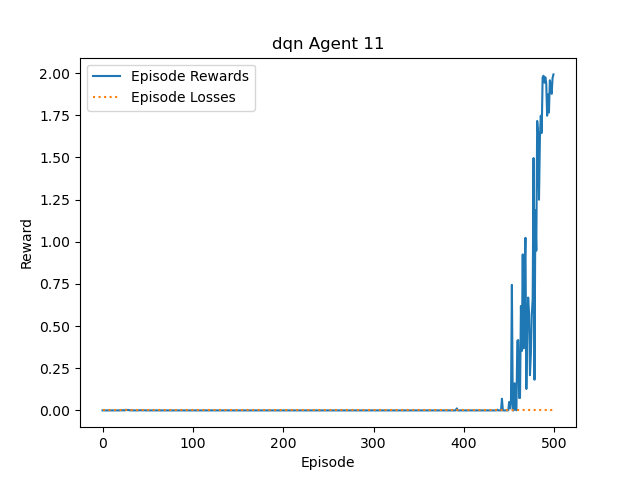 dqn Agent 11
Episode Rewards
Episode Losses
2.00
1.75
1.50
1.25
1.00
0.75
0.50
0.25
0.00
Reward
0 100 200 300 400 500
Episode